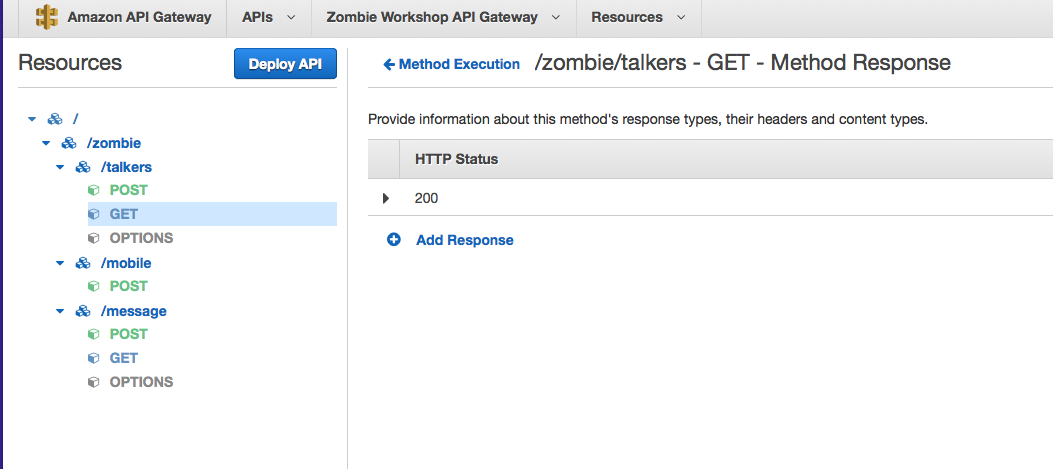 Amazon API Gateway APIs Zombie Workshop API Gateway Resources
Resources Deploy API
/
/zombie
/talkers
POST
GET
OPTIONS
/mobile
POST
/message
POST
GET
OPTIONS
Method Execution /zombie/talkers - GET - Method Response
Provide information about this method's response types, their headers and content types.
HTTP Status
200
Add Response